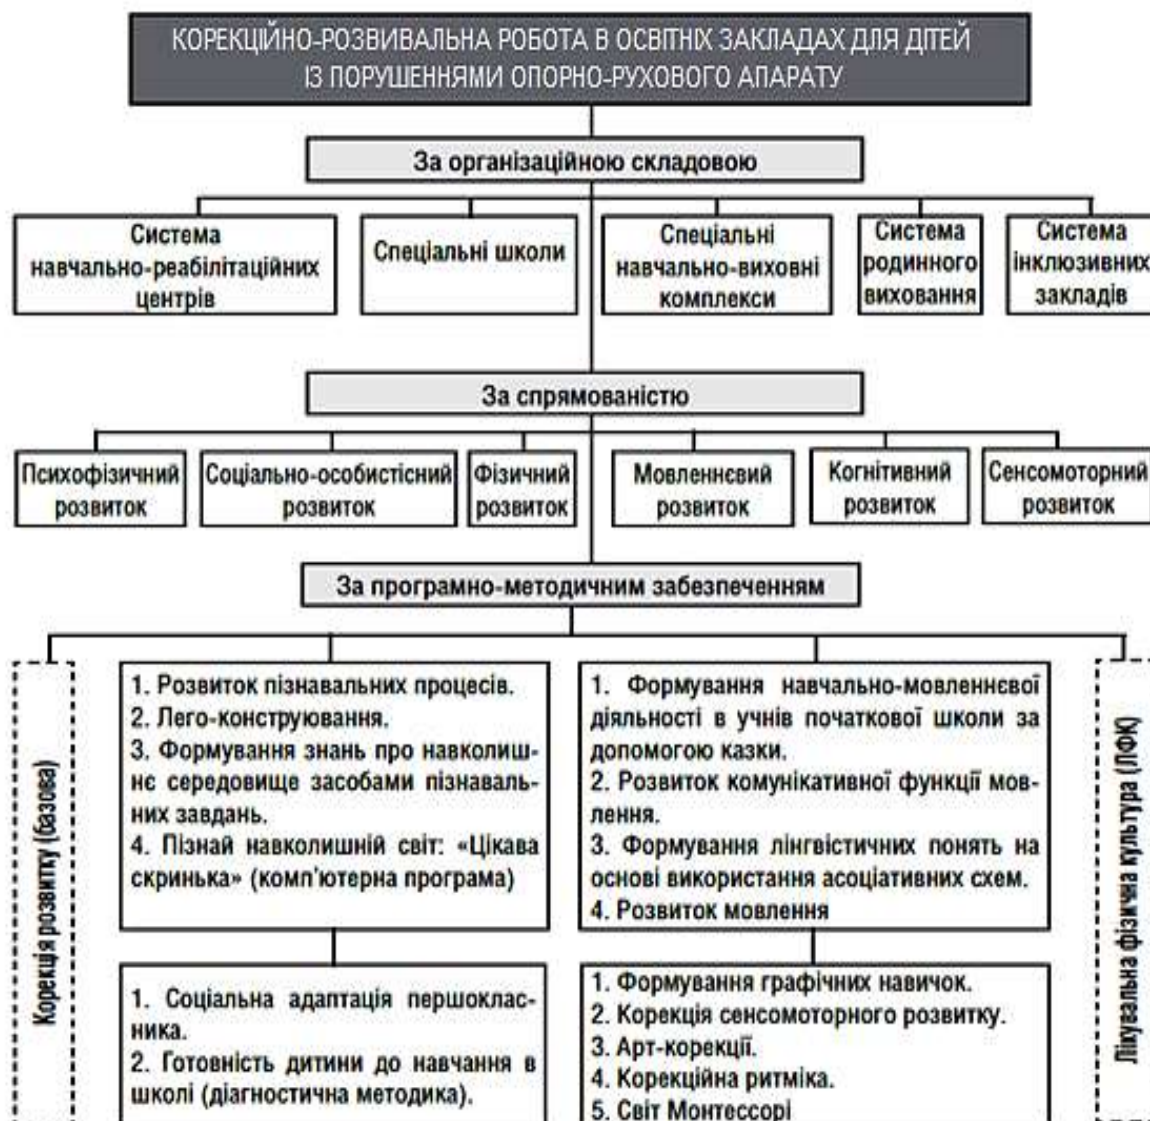 КОРЕКЦІЙНО-РОЗВИВАЛЬНА РОБОТА В ОСВІТНІХ ЗАКЛАДАХ ДЛЯ ДІТЕЙ
ІЗ ПОРУШЕННЯМИ ОПОРНО-РУХОВОГО АПАРАТУ
За організаційною складовою
Система
навчально-реабілітаційних
центрів
Спеціальні школи
Спеціальні
навчально-виховні
комплекси
Система
родинного
виховання
Система
інклюзивних
закладів
За спрямованістю
Психофізичний
розвиток
Соціально-особистісний
розвиток
Фізичний
розвиток
Мовленнєвий
розвиток
Когнітивний
розвиток
Сенсомоторний
розвиток
За програмно-методичним забезпеченням
Корекція розвитку (базова)
1. Розвиток пізнавальних процесів.
2. Лего-конструювання.
3. Формування знань про навколиш-
нє середовище засобами пізнаваль-
них завдань.
4. Пізнай навколишній світ: «Цікава
скринька» (комп'ютерна програма)
1. Формування навчально-мовленнєвої
діяльності в учнів початкової школи за
допомогою казки.
2. Розвиток комунікативної функції мов-
лення.
3. Формування лінгвістичних понять на
основі використання асоціативних схем.
4. Розвиток мовлення
1. Соціальна адаптація першоклас-
ника.
2. Готовність дитини до навчання в
школі (діагностична методика).
1. Формування графічних навичок.
2. Корекція сенсомоторного розвитку.
3. Арт-корекції.
4. Корекційна ритміка.
5. Світ Монтессорі
Лікувальна фізична культура (ЛФК)